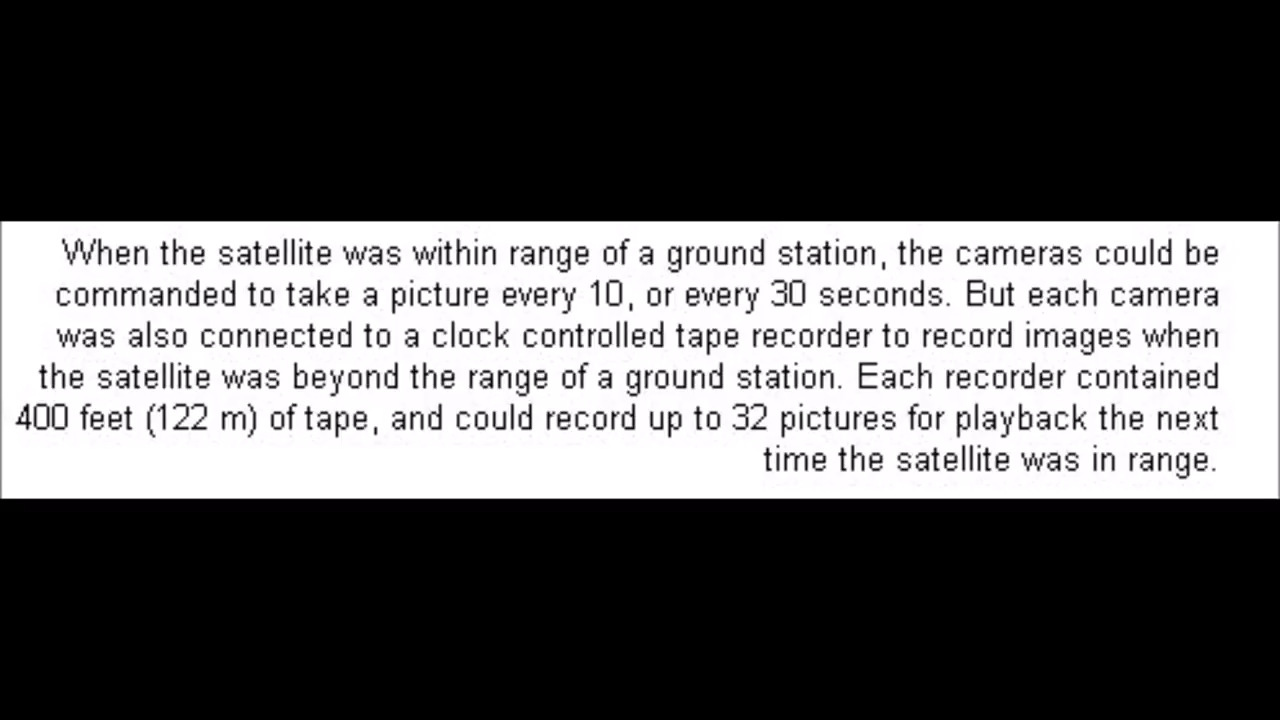 When the satellite was within range of a ground station, the cameras could be
commanded to take a picture every 10, or every 30 seconds. But each camera
was also connected to a clock controlled tape recorder to record images when
the satellite was beyond the range of a ground station. Each recorder contained
400 feet (122 m) of tape, and could record up to 32 pictures for playback the next
time the satellite was in range.